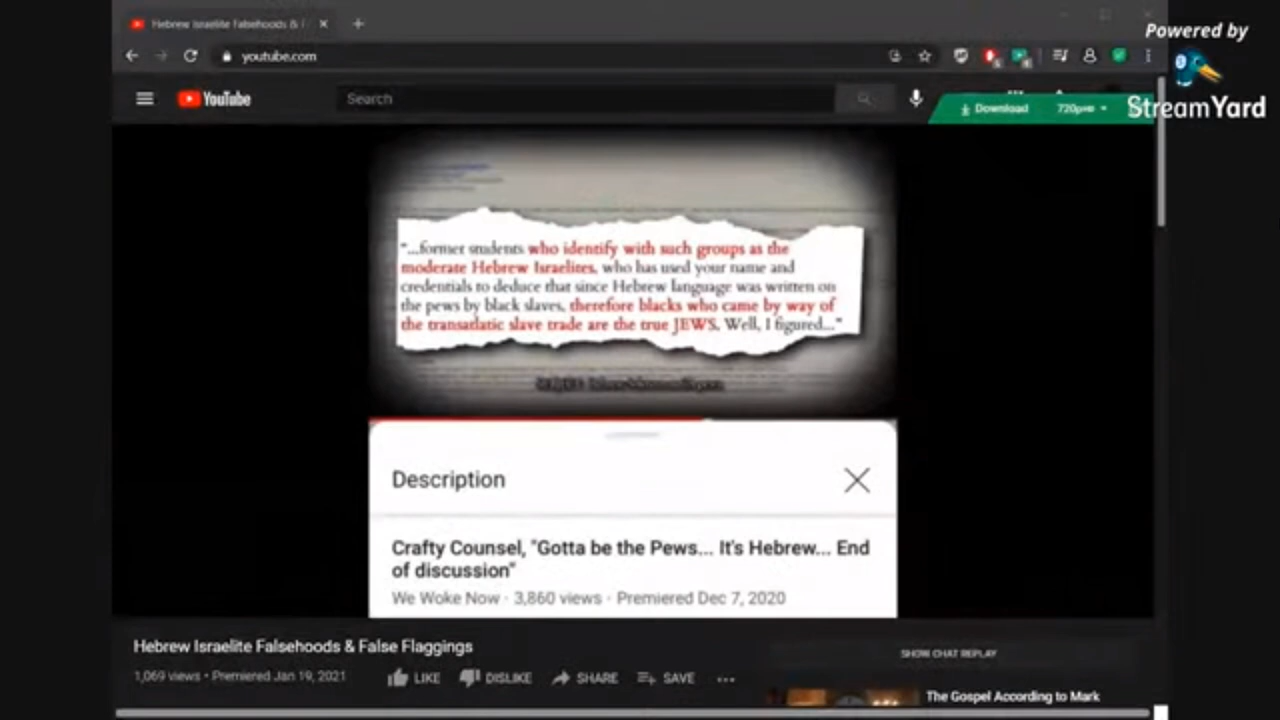 Hebrew Israelite Falsehoods & F
Powered by
youtube.com
StreamYard
YouTube
Search
Download
720p
"...former students who identify with such groups as the
moderate Hebrew Israelites, who has used your name and
credentials to deduce that since Hebrew language was written on
the pews by black slaves, therefore blacks who came by way of
the transatlatic slave trade are the true JEWS. Well, I figured..."
Description
Crafty Counsel, "Gotta be the Pews... It's Hebrew... End
of discussion"
We Woke Now · 3,860 views · Premiered Dec 7, 2020
Hebrew Israelite Falsehoods & False Flaggings
1,069 views • Premiered Jan 19, 2021
LIKE
DISLIKE
SHARE
SAVE
SHOW CHAT REPLAY
The Gospel According to Mark